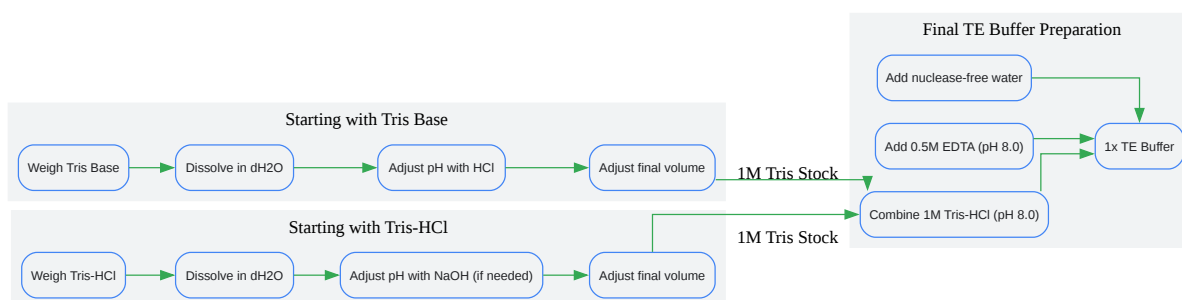 Final TE Buffer Preparation
Add nuclease-free water
Add 0.5M EDTA (pH 8.0)
1x TE Buffer
Combine 1M Tris-HCl (pH 8.0)
Starting with Tris Base
Weigh Tris Base
Dissolve in dH2O
Adjust pH with HCl
Adjust final volume
1M Tris Stock
Starting with Tris-HCl
Weigh Tris-HCl
Dissolve in dH2O
Adjust pH with NaOH (if needed)
Adjust final volume
1M Tris Stock